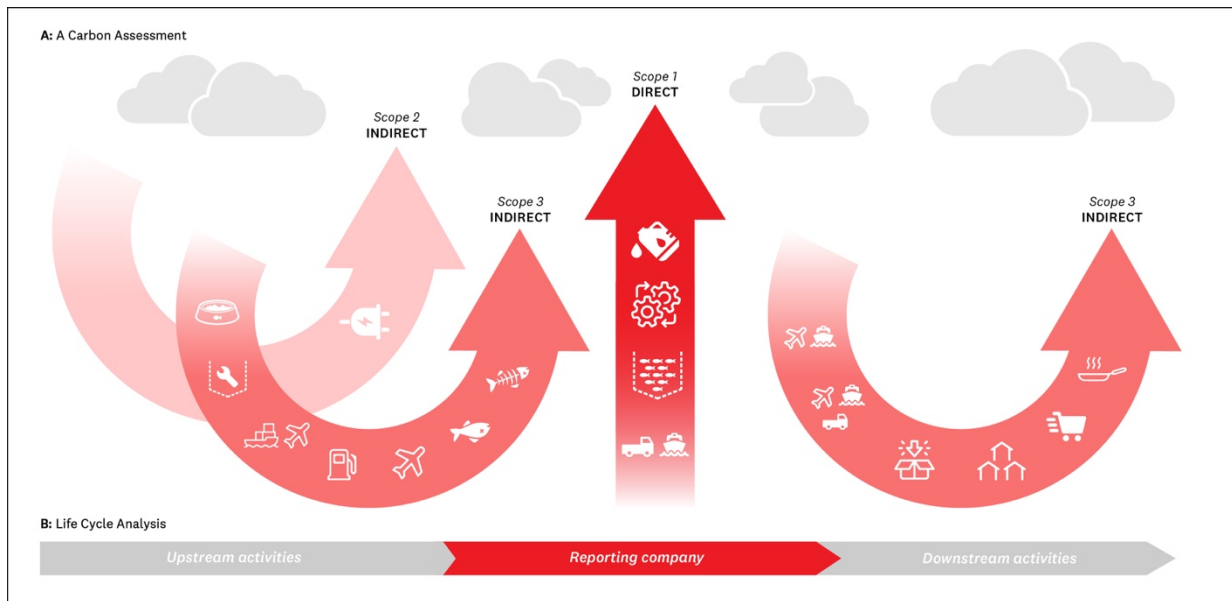 A: A Carbon Assessment
Scope 1
DIRECT
Scope 2
INDIRECT
Scope 3
INDIRECT
Scope 3
INDIRECT
B: Life Cycle Analysis
Upstream activities
Reporting company
Downstream activities